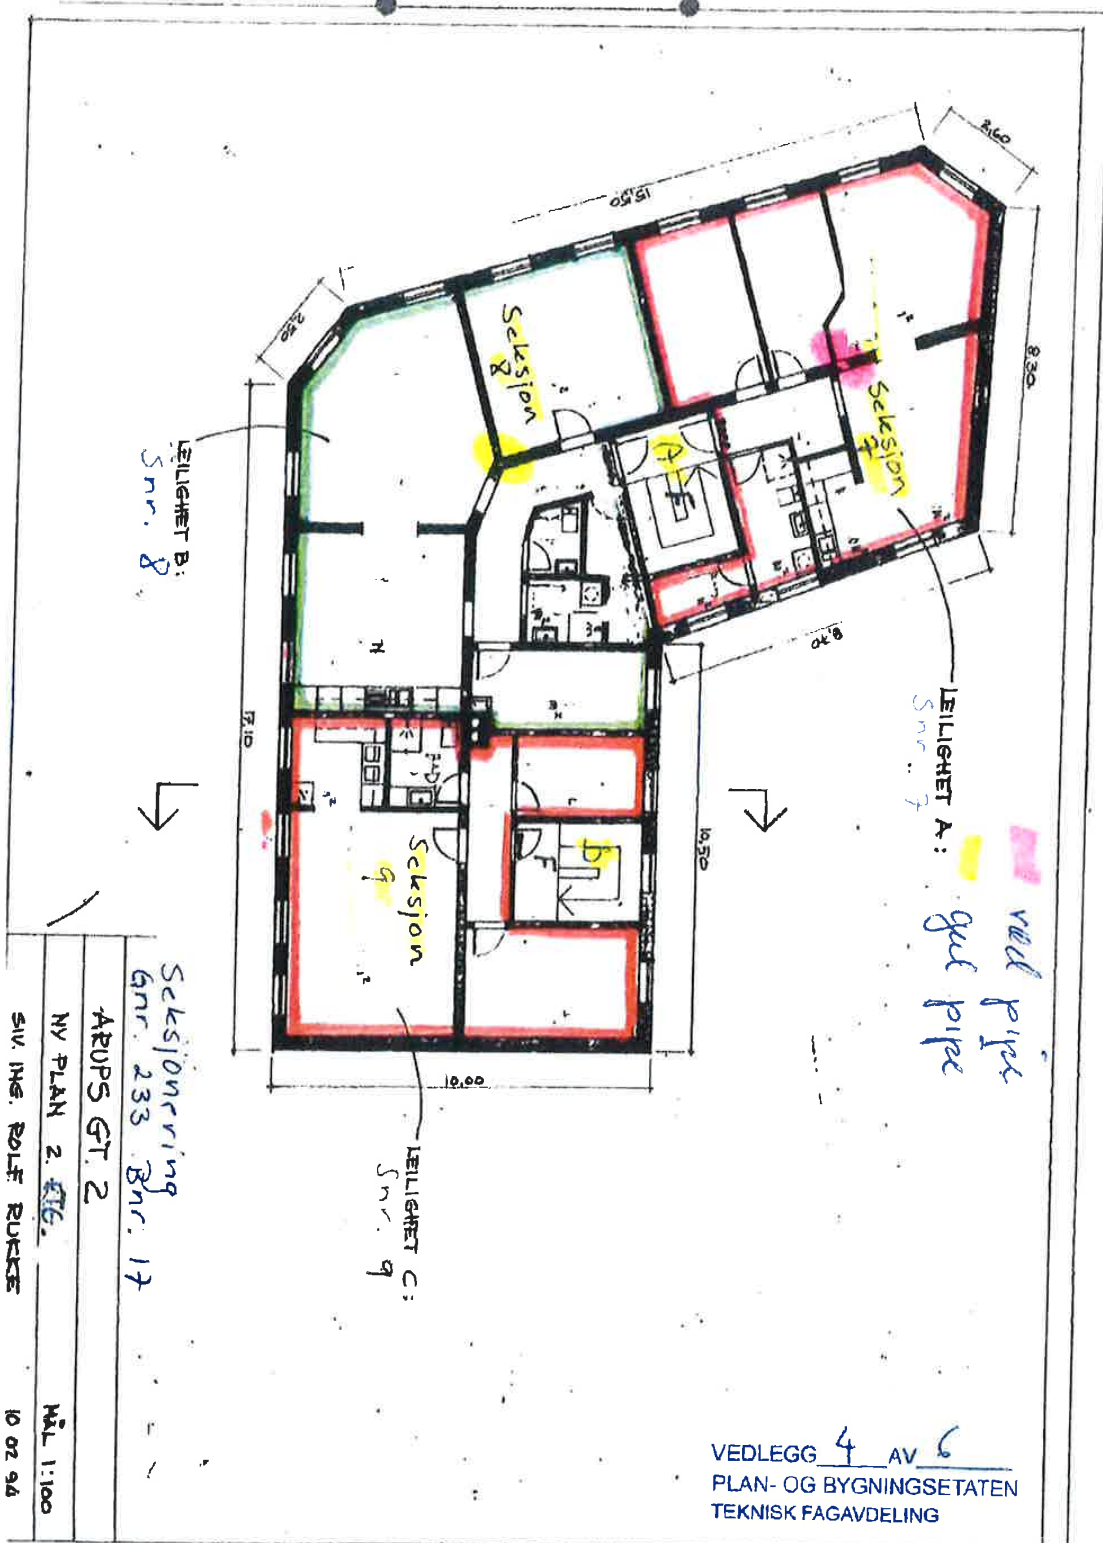 2,60
15,50
8,30
2,50
Seksjon
8
Seksjon
7
A
F
LEILIGHET B:
Snr. 8
8,70
LEILIGHET A:
Snr. 7
rød pipe
gul pipe
17,10
10,50
BAD
B
F
Seksjon
9
10,00
LEILIGHET C:
Snr. 9
Seksjonering
Gnr. 233 Bnr. 17
ARUPS GT. 2
NY PLAN 2. ETG.
MÅL 1:100
SIV. ING. ROLF RUKKE
10 02 94
VEDLEGG 4 AV 6
PLAN- OG BYGNINGSETATEN
TEKNISK FAGAVDELING